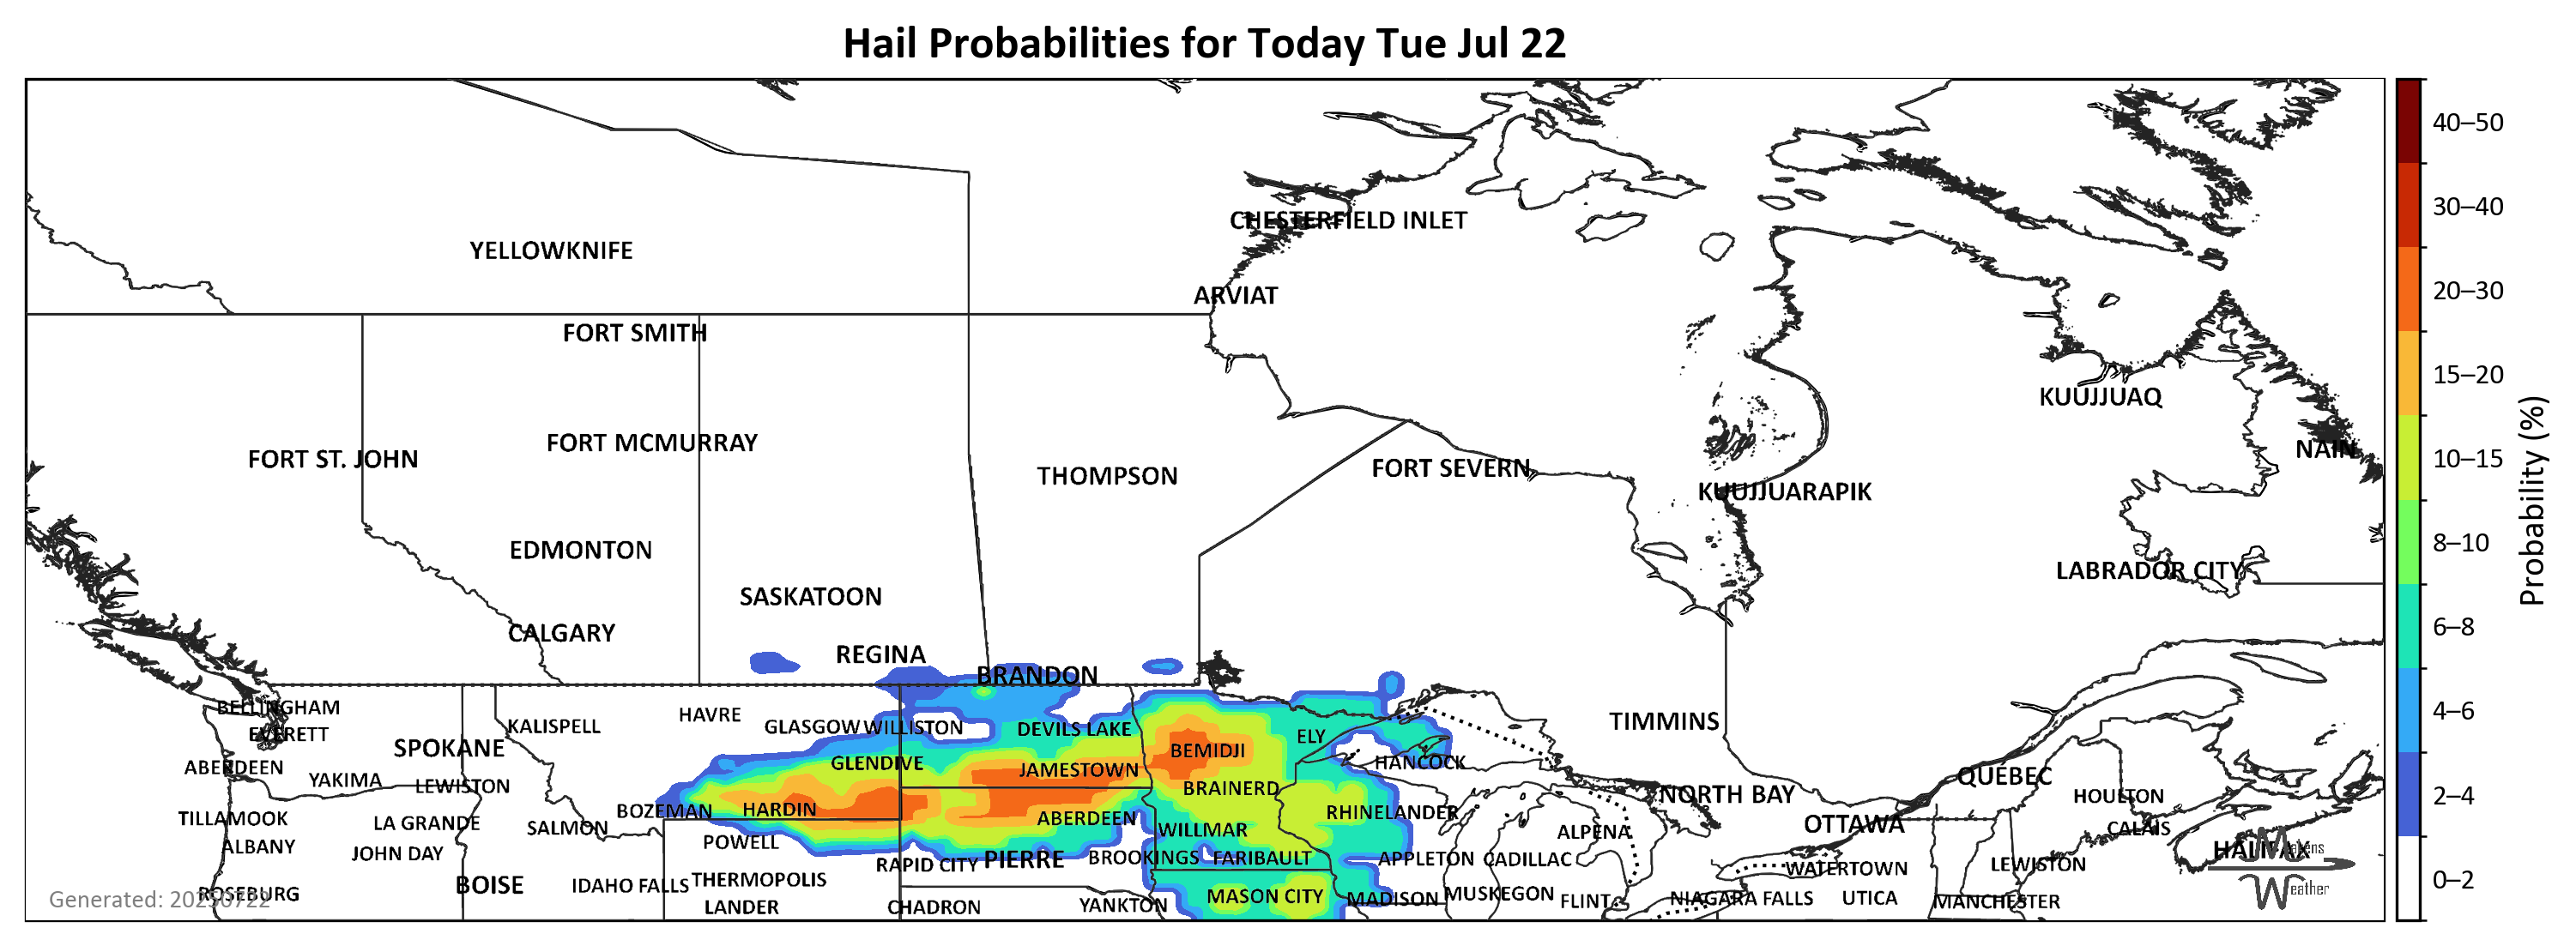 Hail Probabilities for Today Tue Jul 22
40–50
30–40
CHESTERFIELD INLET
YELLOWKNIFE
20–30
ARVIAT
FORT SMITH
15–20
KUUJJUAQ
FORT MCMURRAY
NAIN
FORT ST. JOHN
10–15
FORT SEVERN
THOMPSON
KUUJJUARAPIK
Probability (%)
8–10
EDMONTON
LABRADOR CITY
SASKATOON
6–8
CALGARY
REGINA
BRANDON
BELLINGHAM
HAVRE
4–6
TIMMINS
KALISPELL
GLASGOW
WILLISTON
DEVILS LAKE
EVERETT
ELY
SPOKANE
BEMIDJI
HANCOCK
GLENDIVE
ABERDEEN
JAMESTOWN
QUÉBEC
YAKIMA
LEWISTON
BRAINERD
NORTH BAY
HOULTON
2–4
BOZEMAN
HARDIN
RHINELANDER
TILLAMOOK
LA GRANDE
SALMON
ABERDEEN
WILLMAR
ALPENA
OTTAWA
CALAIS
ALBANY
POWELL
HALIFAX
JOHN DAY
BROOKINGS
FARIBAULT
APPLETON
CADILLAC
PIERRE
RAPID CITY
WATERTOWN
LEWISTON
0–2
BOISE
IDAHO FALLS
THERMOPOLIS
eather
ROSEBURG
Generated: 20250722
MASON CITY
MADISON
MUSKEGON
FLINT
NIAGARA FALLS
UTICA
MANCHESTER
LANDER
CHADRON
YANKTON